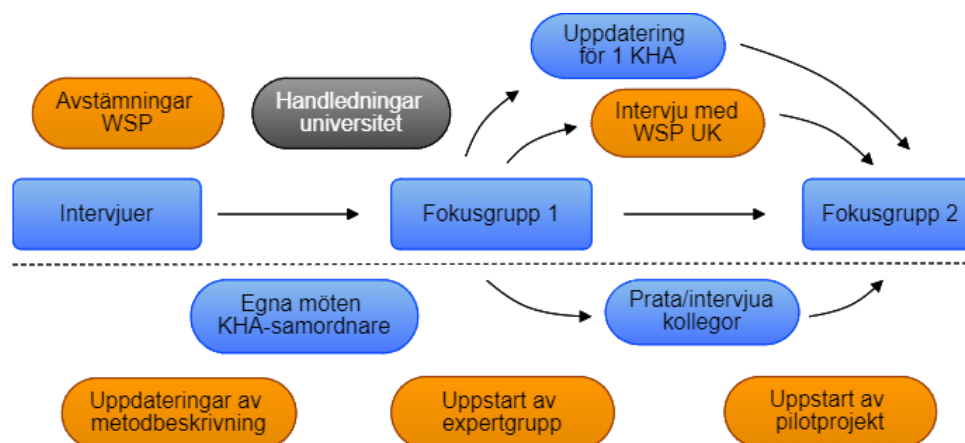 Uppdatering
för 1 KHA
Avstämningar
WSP
Handledningar
universitet
Intervju med
WSP UK
Intervjuer
Fokusgrupp 1
Fokusgrupp 2
Egna möten
KHA-samordnare
Prata/intervjua
kollegor
Uppdateringar av
metodbeskrivning
Uppstart av
expertgrupp
Uppstart av
pilotprojekt